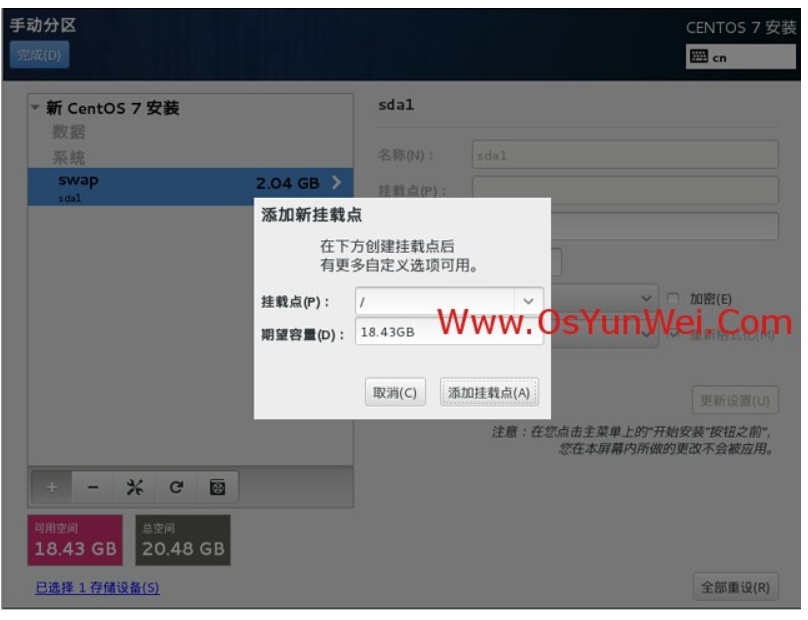 手动分区
CENTOS 7 安装
完成(D)
cn
新 CentOS 7 安装
数据
系统
swap
2.04 GB
sda1
sda1
名称(N)：
sda1
挂载点(P)：
添加新挂载点
在下方创建挂载点后
有更多自定义选项可用。
挂载点(P)：
/
期望容量(D)：
18.43GB
取消(C)
添加挂载点(A)
加密(E)
Www.OsYunWei.Com
重新格式化(M)
更新设置(U)
注意：在您点击主菜单上的“开始安装”按钮之前”，
您在本屏幕内所做的更改不会被应用。
可用空间
18.43 GB
总空间
20.48 GB
已选择 1 存储设备(S)
全部重设(R)